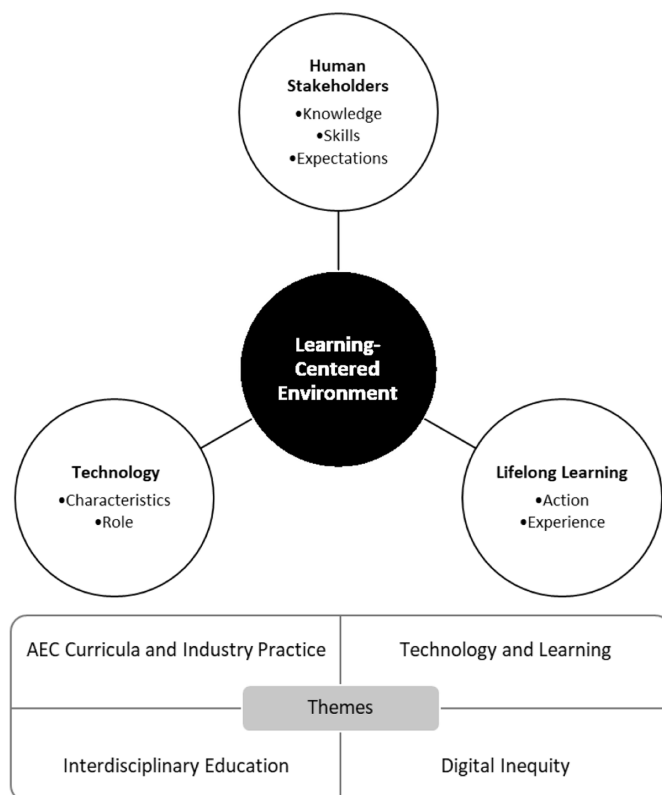 Human
Stakeholders
•Knowledge
•Skills
•Expectations
Learning-
Centered
Environment
Technology
•Characteristics
•Role
Lifelong Learning
•Action
•Experience
AEC Curricula and Industry Practice
Technology and Learning
Themes
Interdisciplinary Education
Digital Inequity